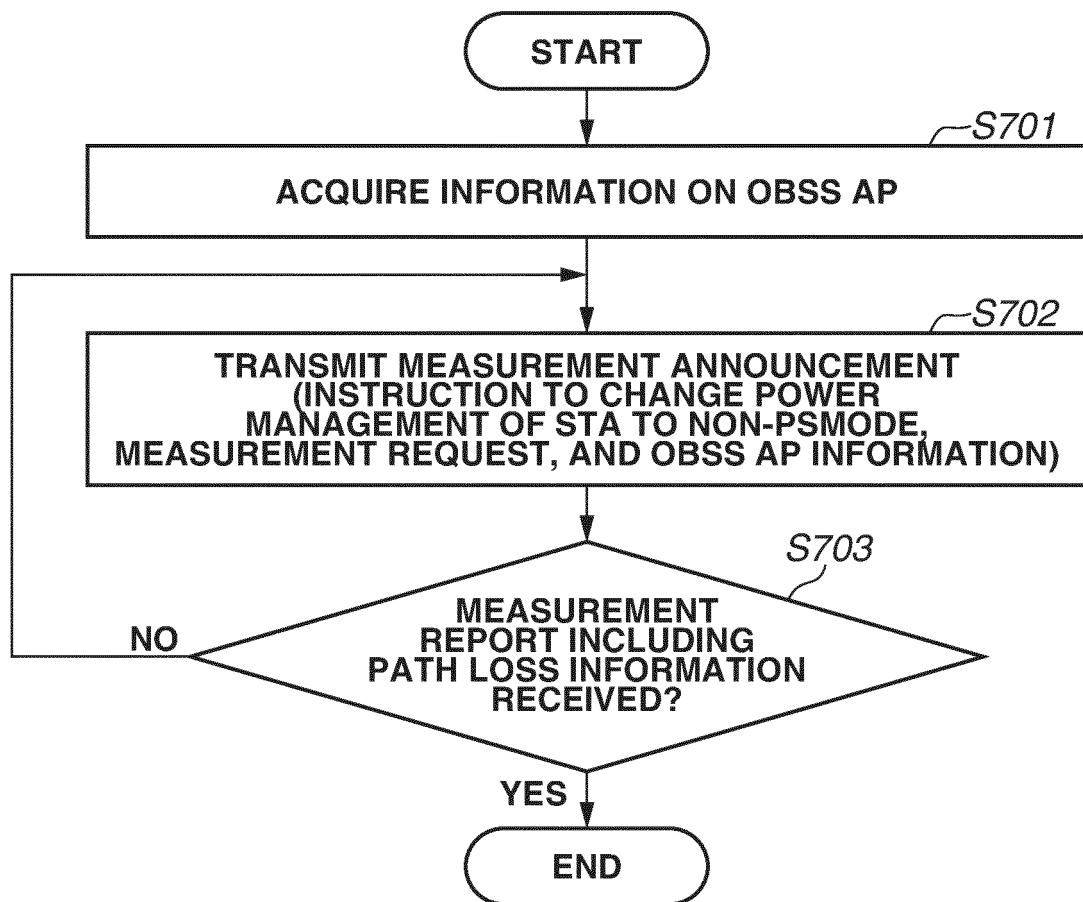 START
S701
ACQUIRE INFORMATION ON OBSS AP
S702
TRANSMIT MEASUREMENT ANNOUNCEMENT
(INSTRUCTION TO CHANGE POWER
MANAGEMENT OF STA TO NON-PSMODE,
MEASUREMENT REQUEST, AND OBSS AP INFORMATION)
S703
MEASUREMENT
REPORT INCLUDING
PATH LOSS INFORMATION
RECEIVED?
NO
YES
END